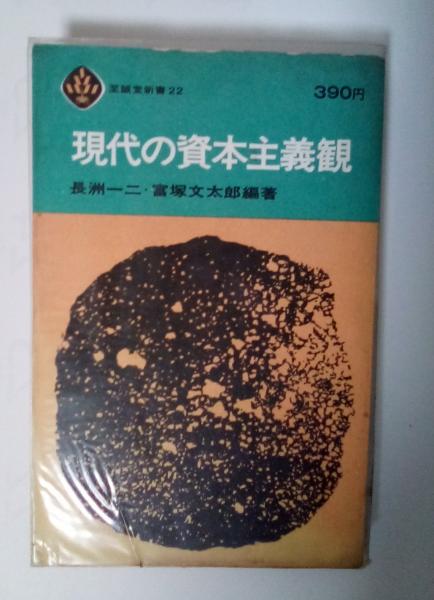 至誠堂新書22
390円
現代の資本主義観
長洲一二・富塚文太郎編著